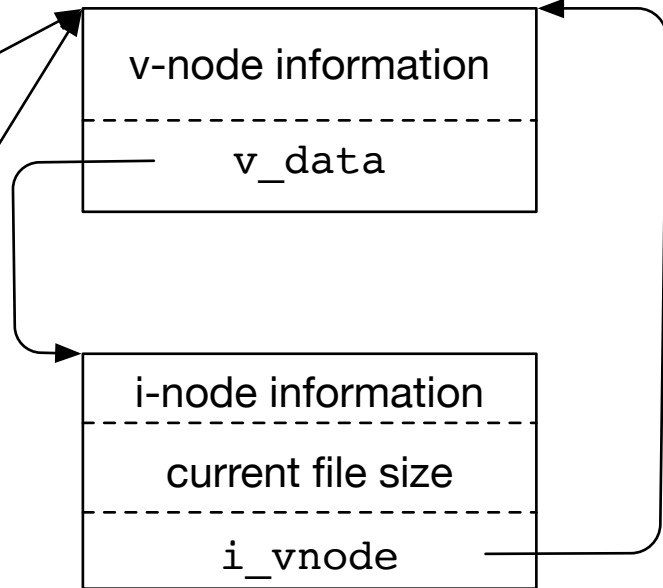 v-node information
v_data
i-node information
current file size
i_vnode